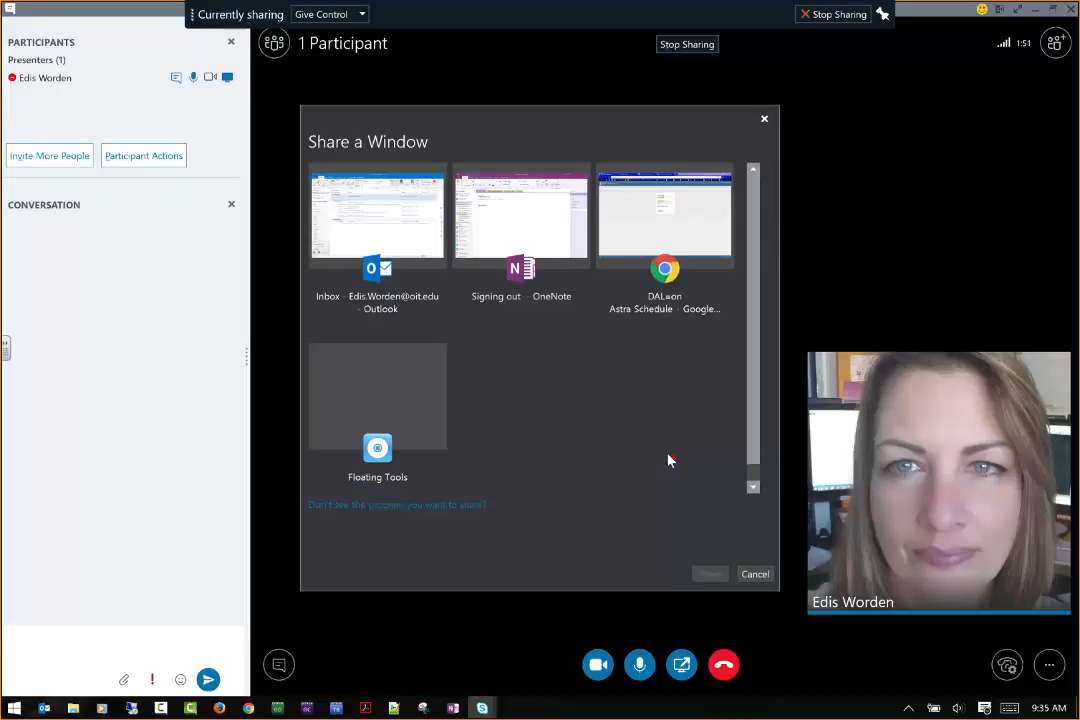 Currently sharing
Give Control
Stop Sharing
PARTICIPANTS
Presenters (1)
Edis Worden
Invite More People
Participant Actions
CONVERSATION
1 Participant
Stop Sharing
1:51
Share a Window
Inbox - Edis.Worden@oit.edu
- Outlook
Signing out - OneNote
DAL=on
Astra Schedule - Google...
Floating Tools
Don't see the program you want to share?
Cancel
Edis Worden
9:35 AM